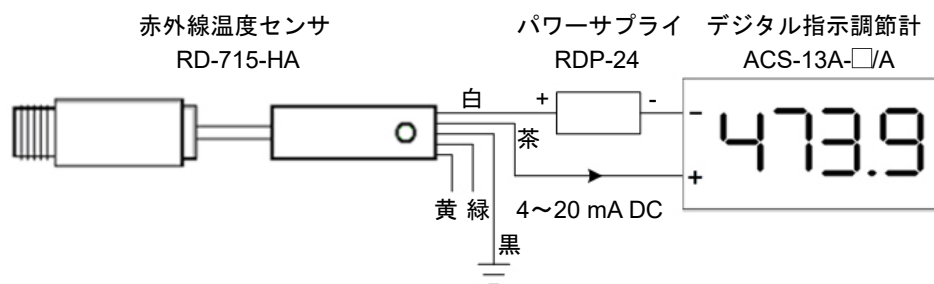 赤外線温度センサ
RD-715-HA
パワーサプライ
RDP-24
デジタル指示調節計
ACS-13A-□/A
白
+
-
-
473.9
茶
+
黄
緑
4～20 mA DC
黒